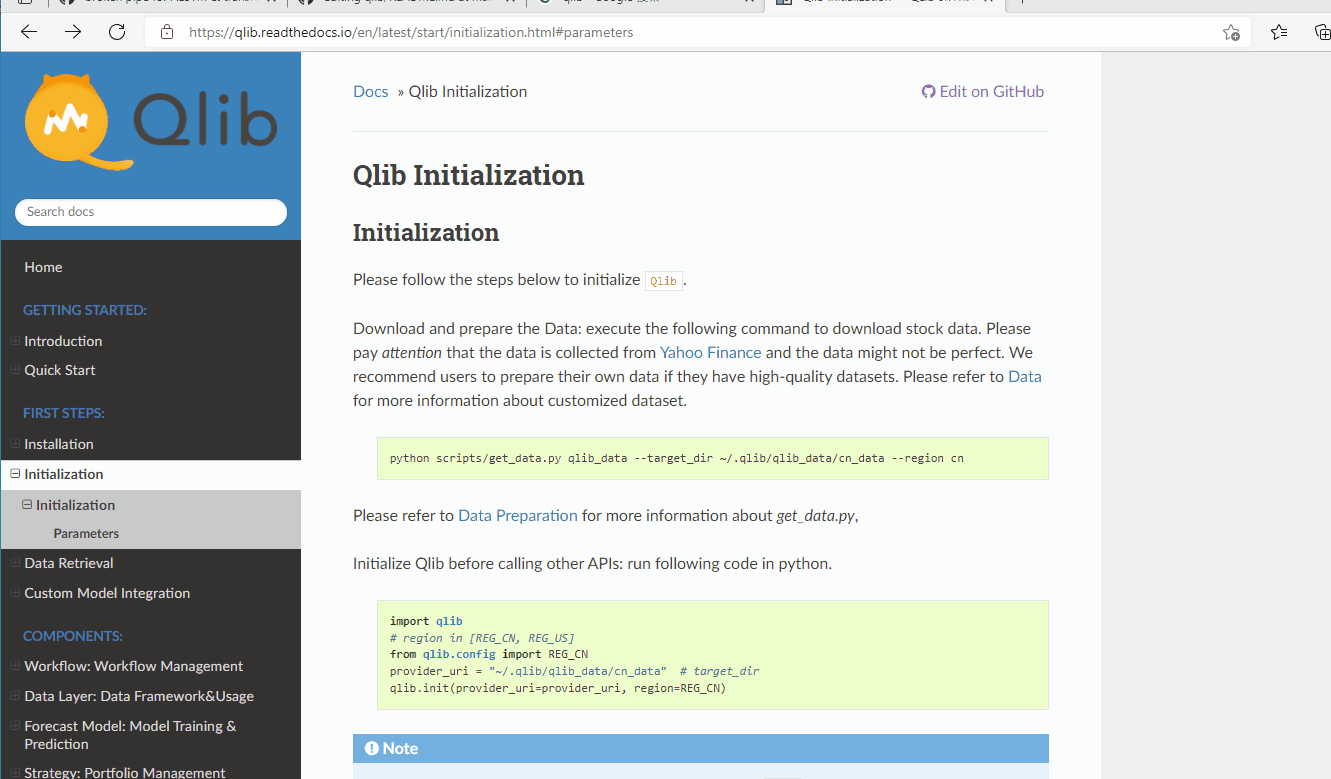 https://qlib.readthedocs.io/en/latest/start/initialization.html#parameters
Qlib
Search docs
Home
GETTING STARTED:
Introduction
Quick Start
FIRST STEPS:
Installation
Initialization
Initialization
Parameters
Data Retrieval
Custom Model Integration
COMPONENTS:
Workflow: Workflow Management
Data Layer: Data Framework&Usage
Forecast Model: Model Training &
Prediction
Strategy: Portfolio Management
Docs » Qlib Initialization
Edit on GitHub
Qlib Initialization
Initialization
Please follow the steps below to initialize Qlib.
Download and prepare the Data: execute the following command to download stock data. Please
pay attention that the data is collected from Yahoo Finance and the data might not be perfect. We
recommend users to prepare their own data if they have high-quality datasets. Please refer to Data
for more information about customized dataset.
python scripts/get_data.py qlib_data --target_dir ~/.qlib/qlib_data/cn_data --region cn
Please refer to Data Preparation for more information about get_data.py,
Initialize Qlib before calling other APIs: run following code in python.
import qlib
# region in [REG_CN, REG_US]
from qlib.config import REG_CN
provider_uri = "~/.qlib/qlib_data/cn_data"  # target_dir
qlib.init(provider_uri=provider_uri, region=REG_CN)
Note